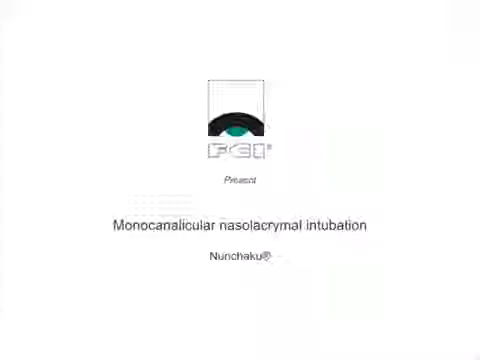 FCI®
Present
Monocanalicular nasolacrymal intubation
Nunchaku®